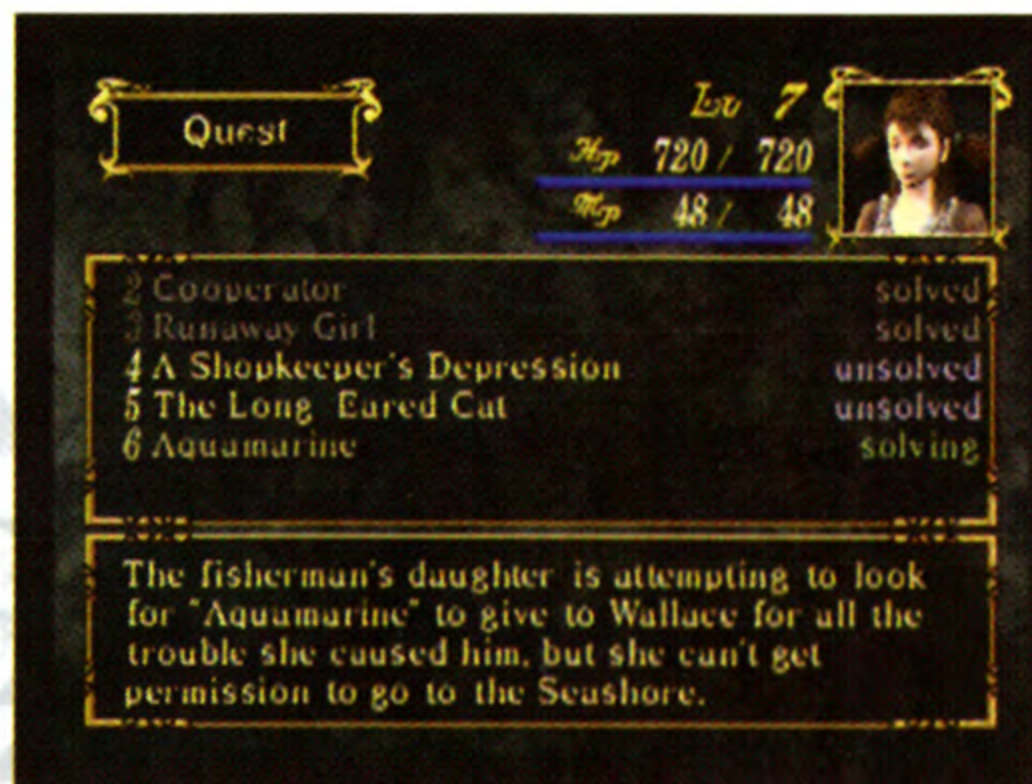 Quest
Lv 7
Hp 720 / 720
Mp 48 / 48
2 Cooperator solved
3 Runaway Girl solved
4 A Shopkeeper's Depression unsolved
5 The Long Eared Cat unsolved
6 Aquamarine solving
The fisherman's daughter is attempting to look
for "Aquamarine" to give to Wallace for all the
trouble she caused him, but she can't get
permission to go to the Seashore.